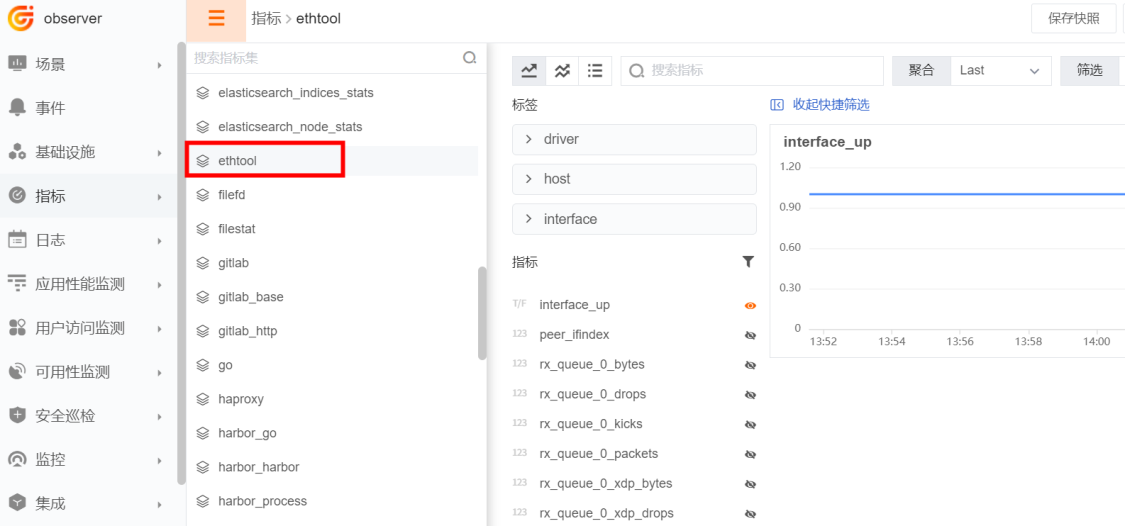 observer
场景
事件
基础设施
指标
日志
应用性能监测
用户访问监测
可用性监测
安全巡检
监控
集成
指标 > ethtool
保存快照
搜索指标集
elasticsearch_indices_stats
elasticsearch_node_stats
ethtool
filefd
filestat
gitlab
gitlab_base
gitlab_http
go
haproxy
harbor_go
harbor_harbor
harbor_process
搜索指标
聚合
Last
筛选
标签
收起快捷筛选
driver
host
interface
指标
T/F interface_up
123 peer_ifindex
123 rx_queue_0_bytes
123 rx_queue_0_drops
123 rx_queue_0_kicks
123 rx_queue_0_packets
123 rx_queue_0_xdp_bytes
123 rx_queue_0_xdp_drops
interface_up
1.20
0.90
0.60
0.30
0
13:52 13:54 13:56 13:58 14:00